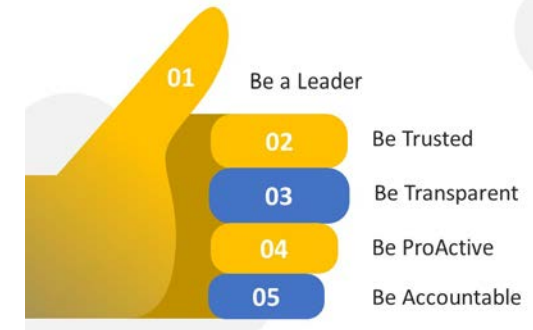 01 Be a Leader
02 Be Trusted
03 Be Transparent
04 Be ProActive
05 Be Accountable